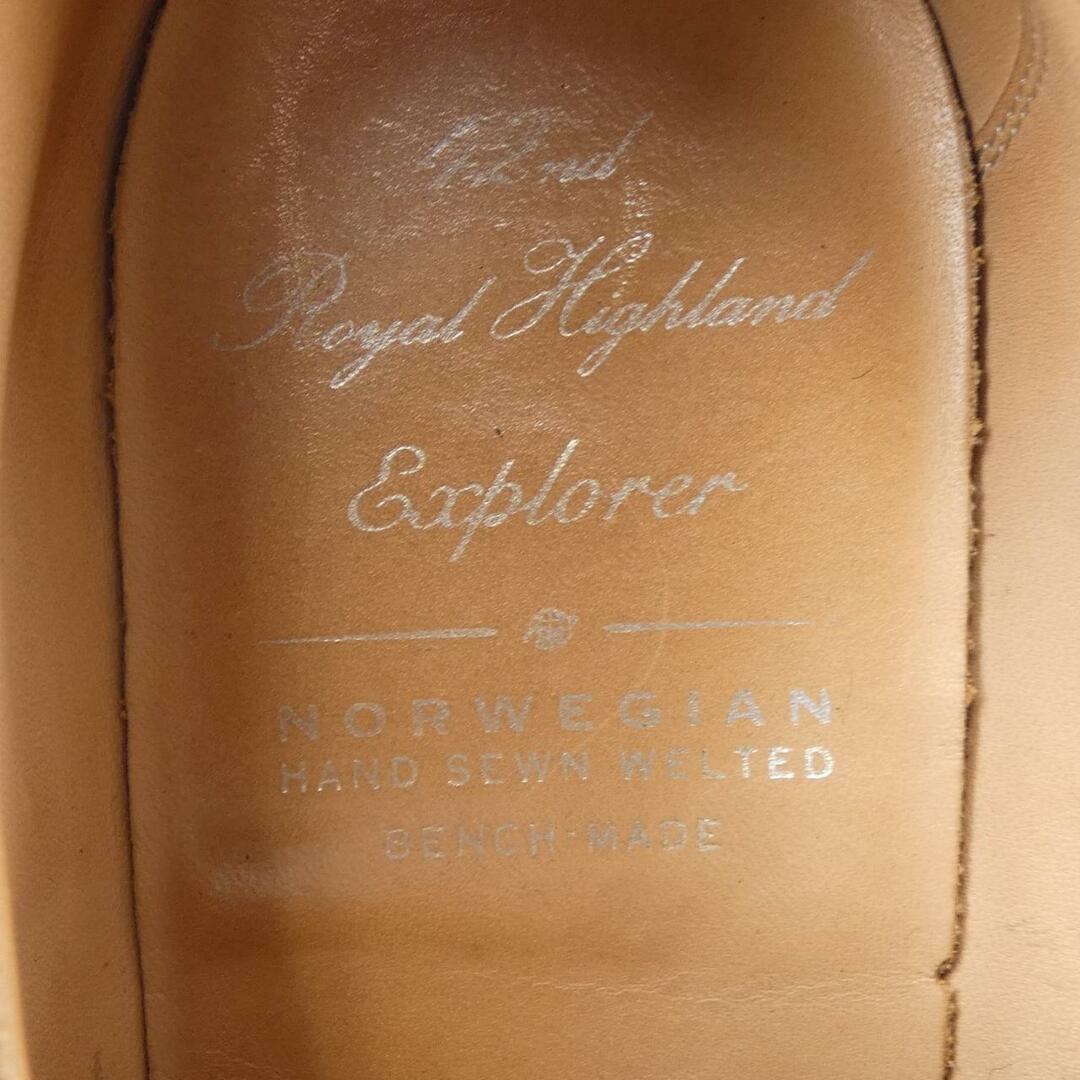 42nd
Royal Highland
Explorer
NORWEGIAN
HAND SEWN WELTED
BENCH-MADE